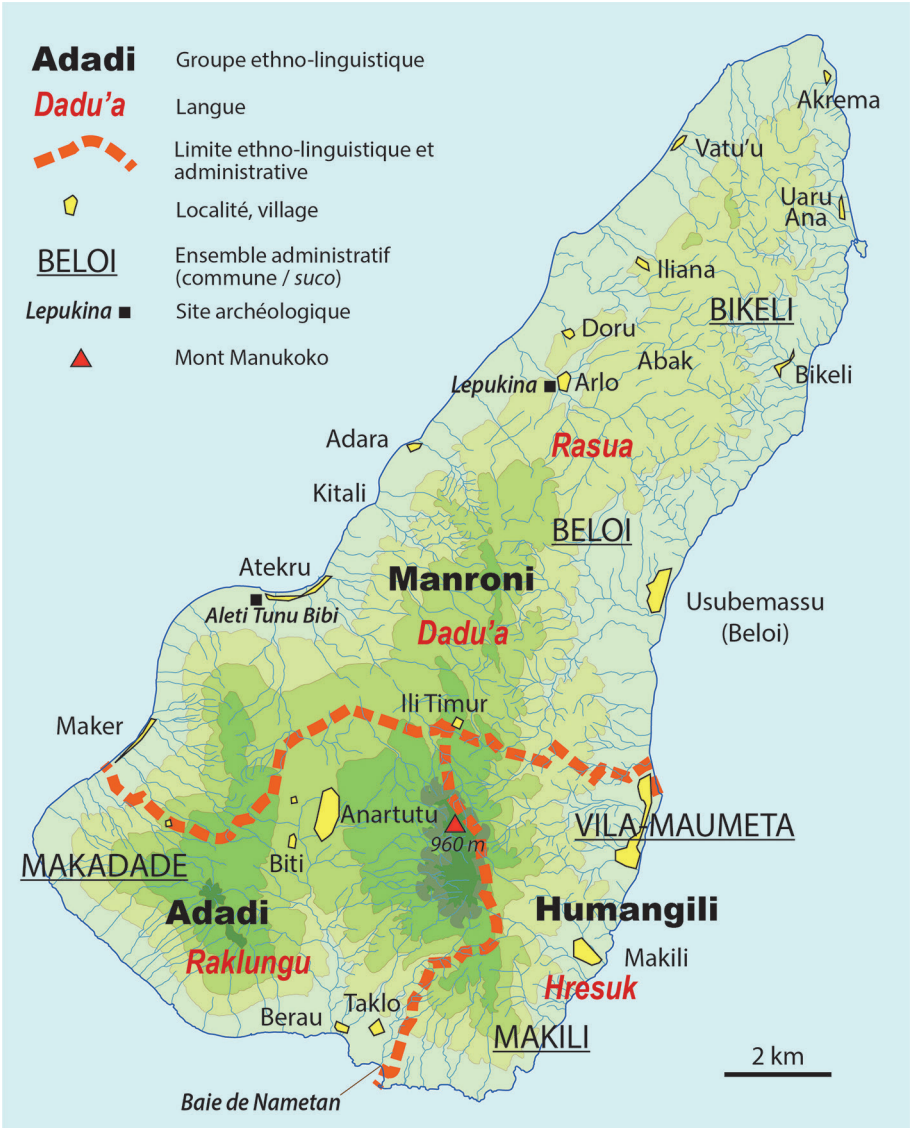 Adadi
Groupe ethno-linguistique
Dadu’a
Langue
Limite ethno-linguistique et
administrative
Localité, village
BELOI
Ensemble administratif
(commune / suco)
Lepukina
Site archéologique
Mont Manukoko
Akrema
Vatu’u
Uaru
Ana
Iliana
BIKELI
Doru
Abak
Bikeli
Lepukina
Arlo
Adara
Rasua
Kitali
BELOI
Atekru
Manroni
Aleti Tunu Bibi
Usubemassu
(Beloi)
Dadu’a
Ili Timur
Maker
Anartutu
960 m
VILA-MAUMETA
MAKADADE
Biti
Adadi
Humangili
Raklungu
Makili
Hresuk
Taklo
Berau
MAKILI
2 km
Baie de Nametan